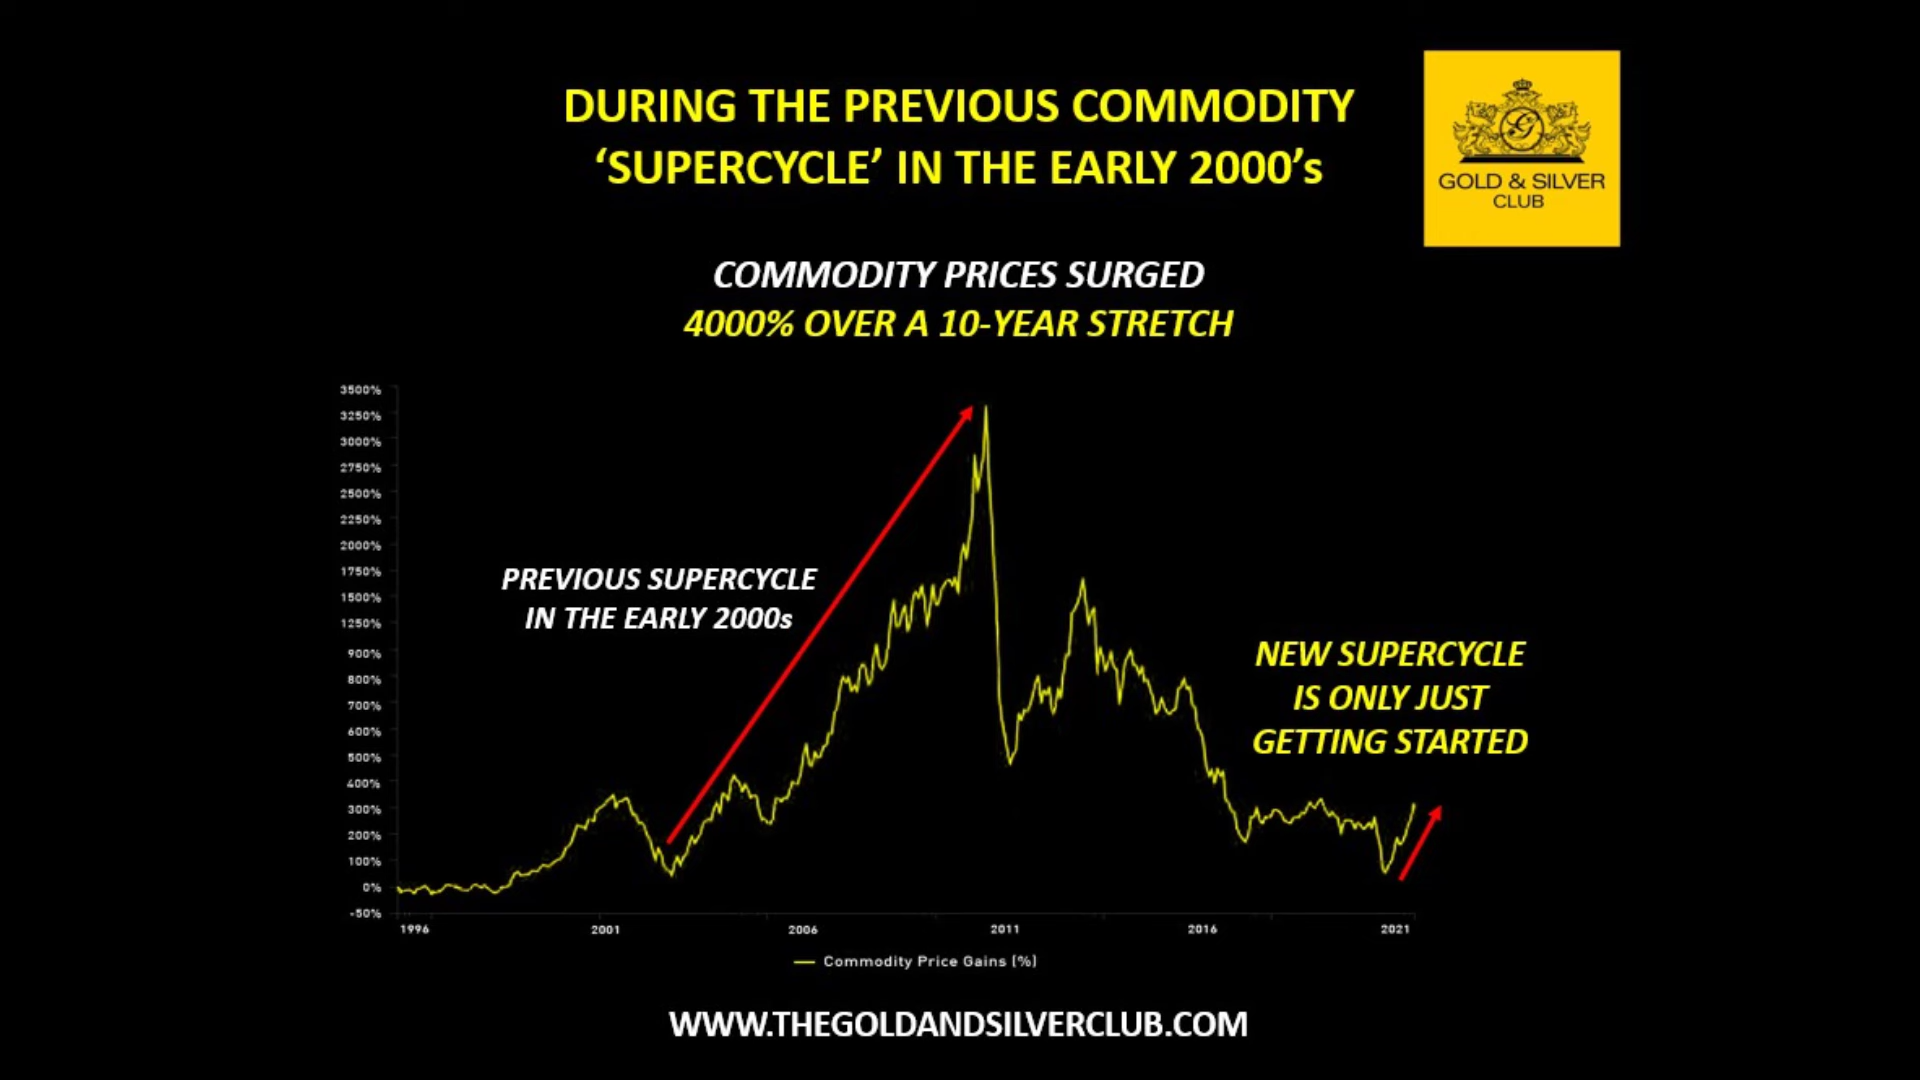 DURING THE PREVIOUS COMMODITY
‘SUPERCYCLE’ IN THE EARLY 2000’s
G
GOLD & SILVER
CLUB
COMMODITY PRICES SURGED
4000% OVER A 10-YEAR STRETCH
3500%
3250%
3000%
2750%
2500%
2250%
2000%
1750%
1500%
1250%
900%
800%
700%
600%
500%
400%
300%
200%
100%
0%
-50%
PREVIOUS SUPERCYCLE
IN THE EARLY 2000s
NEW SUPERCYCLE
IS ONLY JUST
GETTING STARTED
1996 2001 2006 2011 2016 2021
Commodity Price Gains (%)
WWW.THEGOLDANDSILVERCLUB.COM